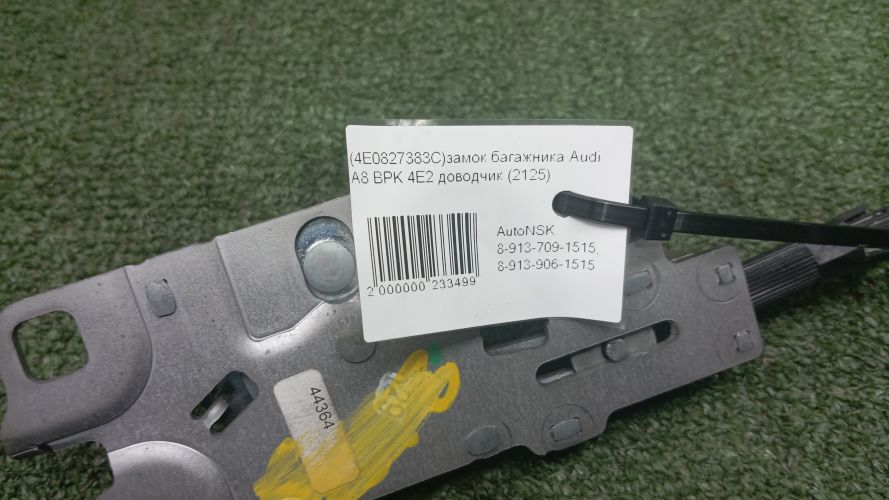 (4E0827383C)замок багажника Audi
A8 BPK 4E2 доводчик (2125)
AutoNSK
8-913-709-1515,
8-913-906-1515
2 000000 233499
44364